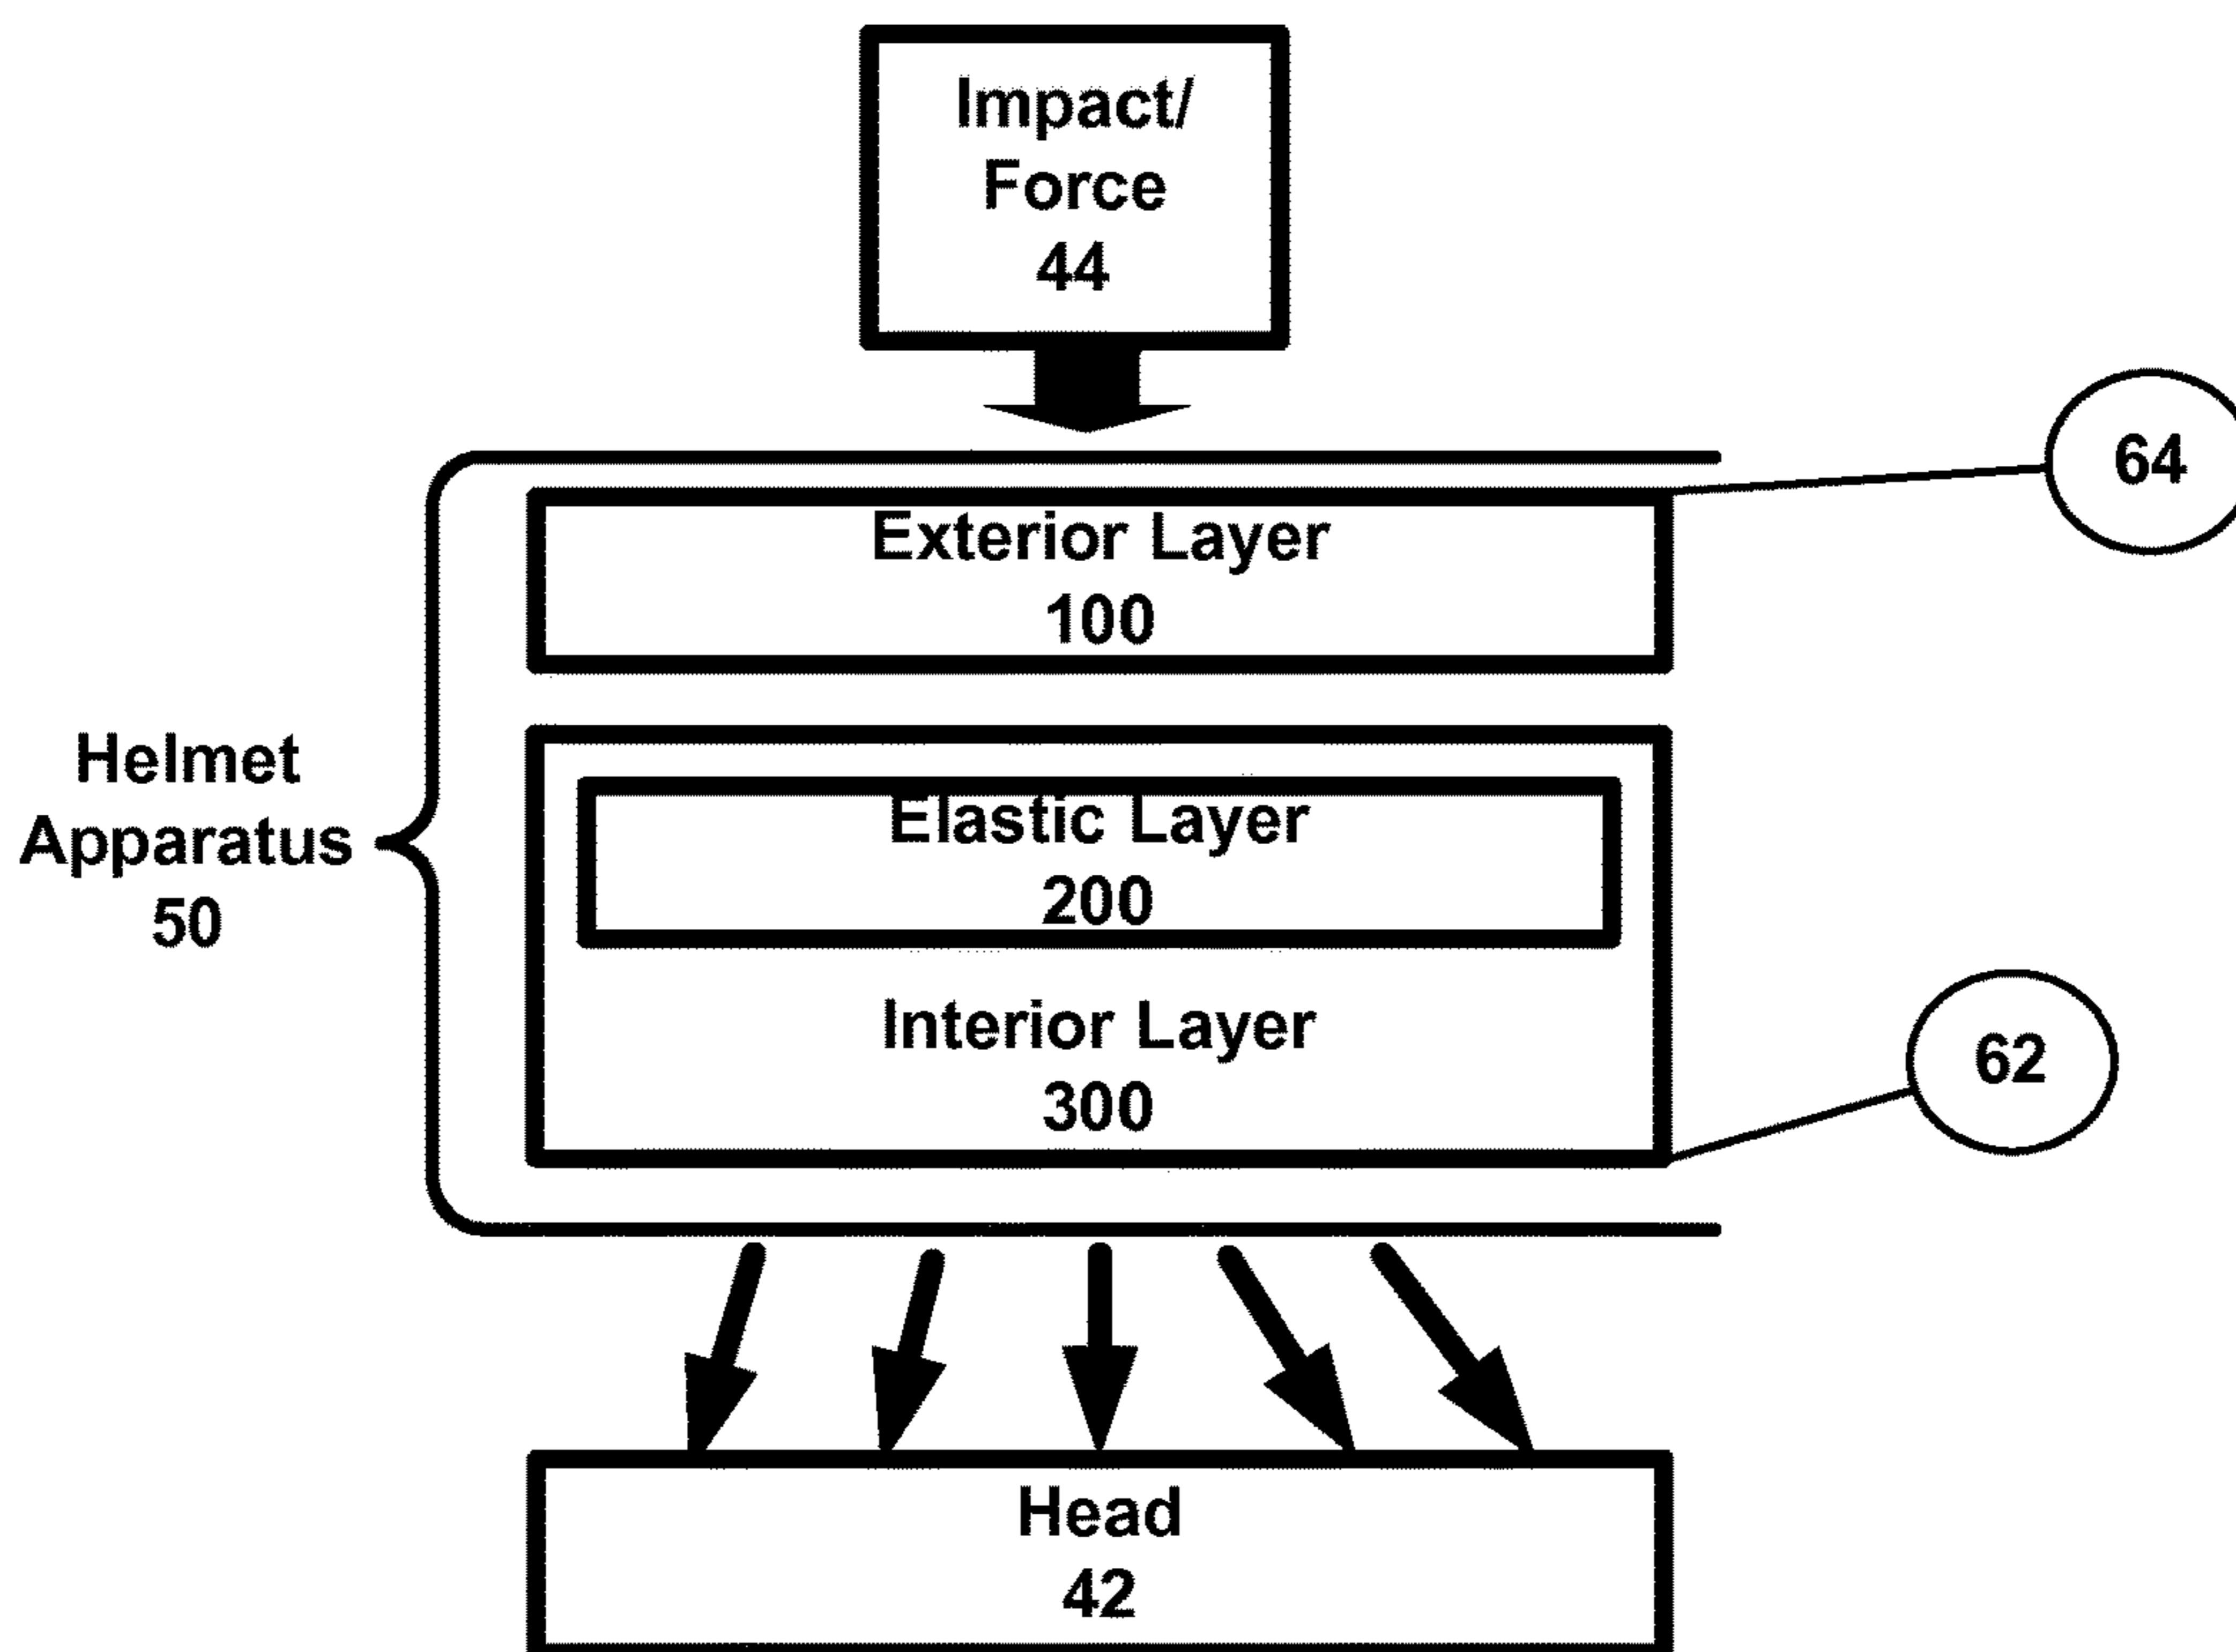 Impact/
Force
44
64
Exterior Layer
100
Helmet
Apparatus
50
Elastic Layer
200
Interior Layer
300
62
Head
42